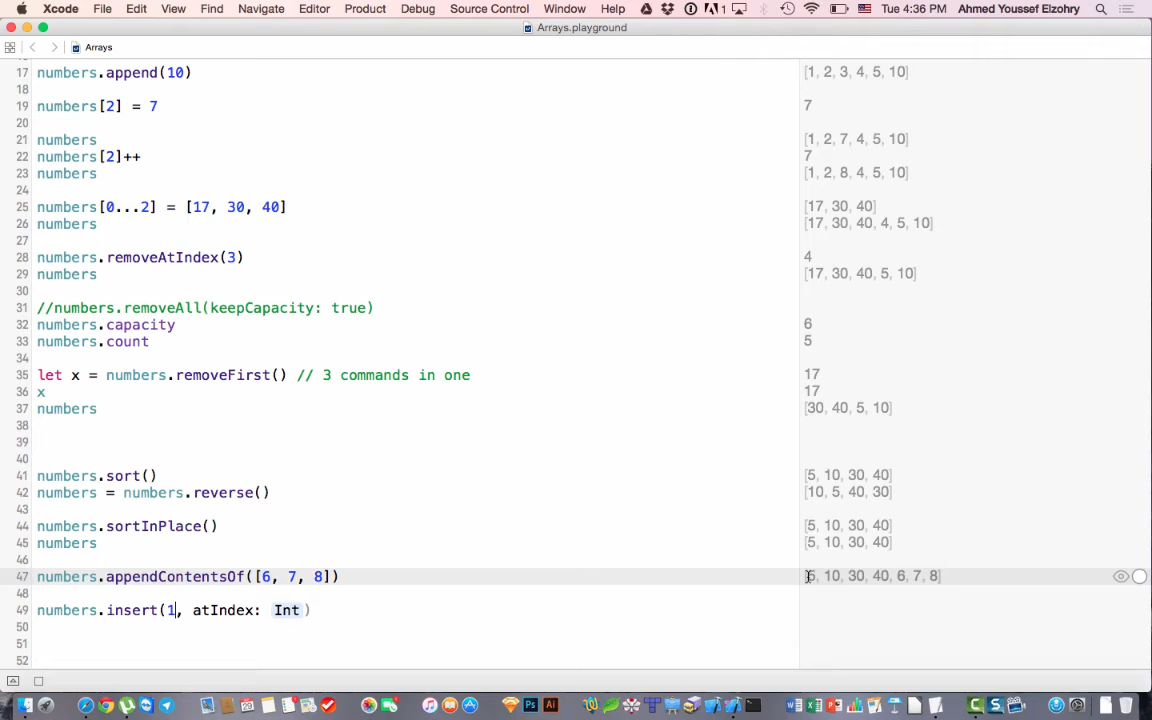 Xcode File Edit View Find Navigate Editor Product Debug Source Control Window Help 1 Tue 4:36 PM Ahmed Youssef Elzohry
Arrays.playground
Arrays
17 numbers.append(10) [1, 2, 3, 4, 5, 10]
18
19 numbers[2] = 7 7
20
21 numbers [1, 2, 7, 4, 5, 10]
22 numbers[2]++ 7
23 numbers [1, 2, 8, 4, 5, 10]
24
25 numbers[0...2] = [17, 30, 40] [17, 30, 40]
26 numbers [17, 30, 40, 4, 5, 10]
27
28 numbers.removeAtIndex(3) 4
29 numbers [17, 30, 40, 5, 10]
30
31 //numbers.removeAll(keepCapacity: true)
32 numbers.capacity 6
33 numbers.count 5
34
35 let x = numbers.removeFirst() // 3 commands in one 17
36 x 17
37 numbers [30, 40, 5, 10]
38
39
40
41 numbers.sort() [5, 10, 30, 40]
42 numbers = numbers.reverse() [10, 5, 40, 30]
43
44 numbers.sortInPlace() [5, 10, 30, 40]
45 numbers [5, 10, 30, 40]
46
47 numbers.appendContentsOf([6, 7, 8]) [5, 10, 30, 40, 6, 7, 8]
48
49 numbers.insert(1, atIndex: Int)
50
51
52
Ps Ai